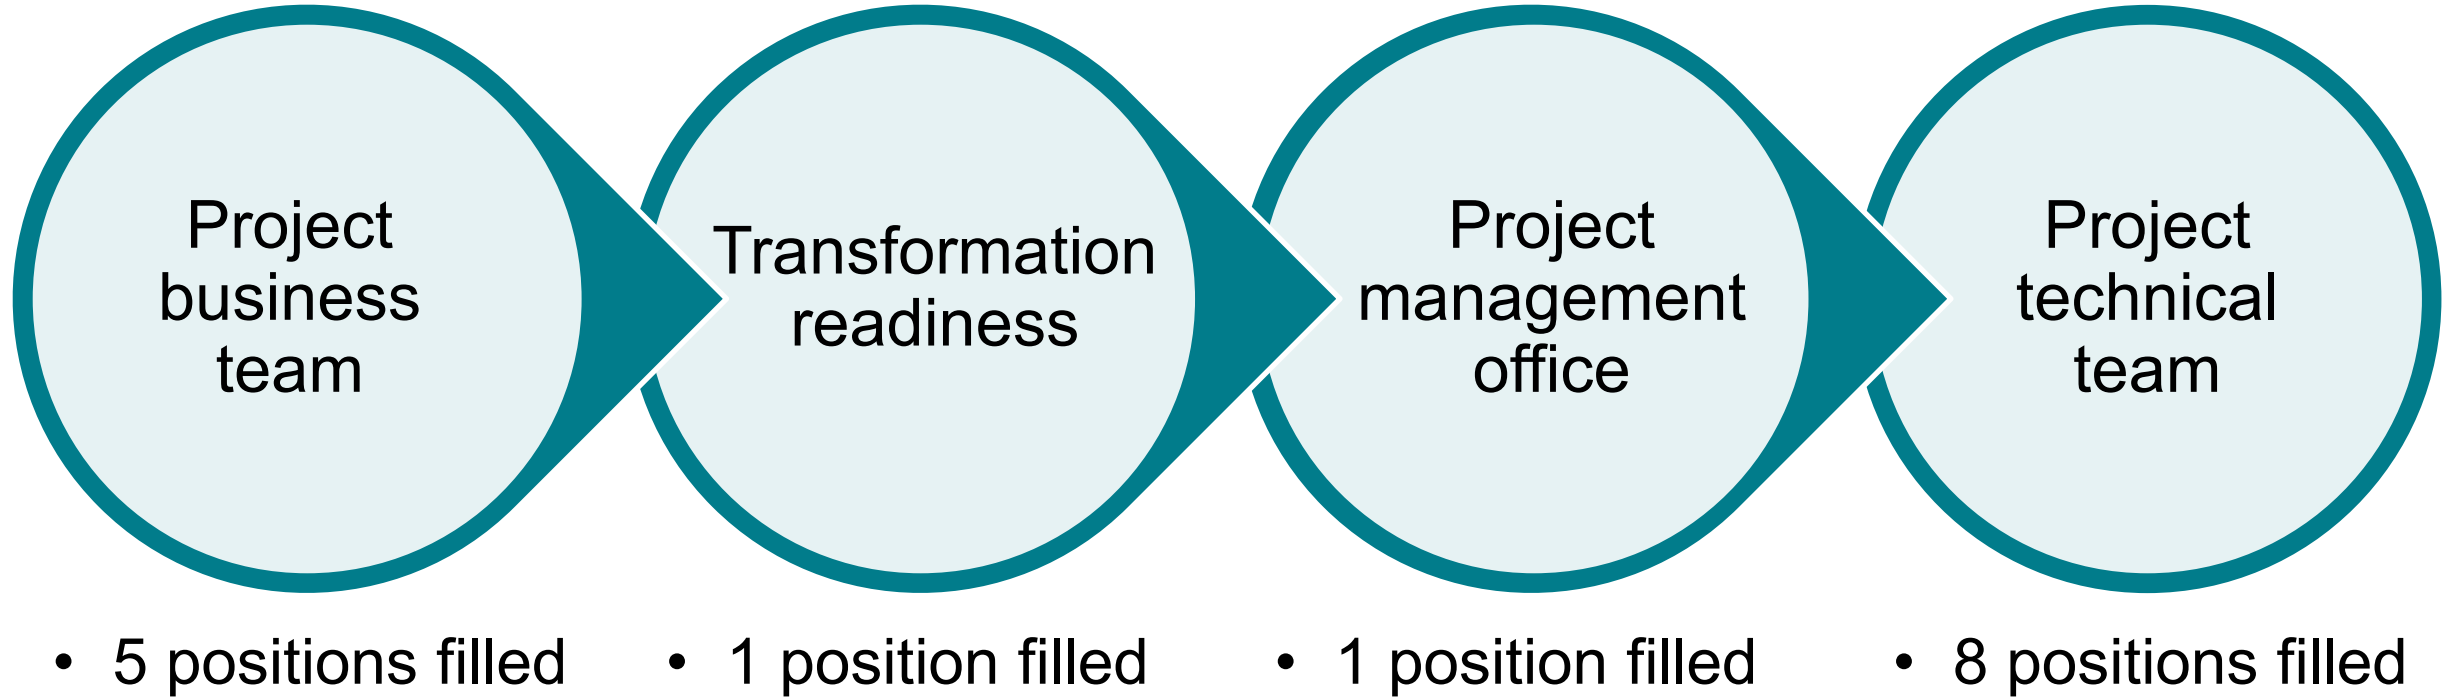 Project
business
team
Transformation
readiness
Project
management
office
Project
technical
team
• 5 positions filled
• 1 position filled
• 1 position filled
• 8 positions filled